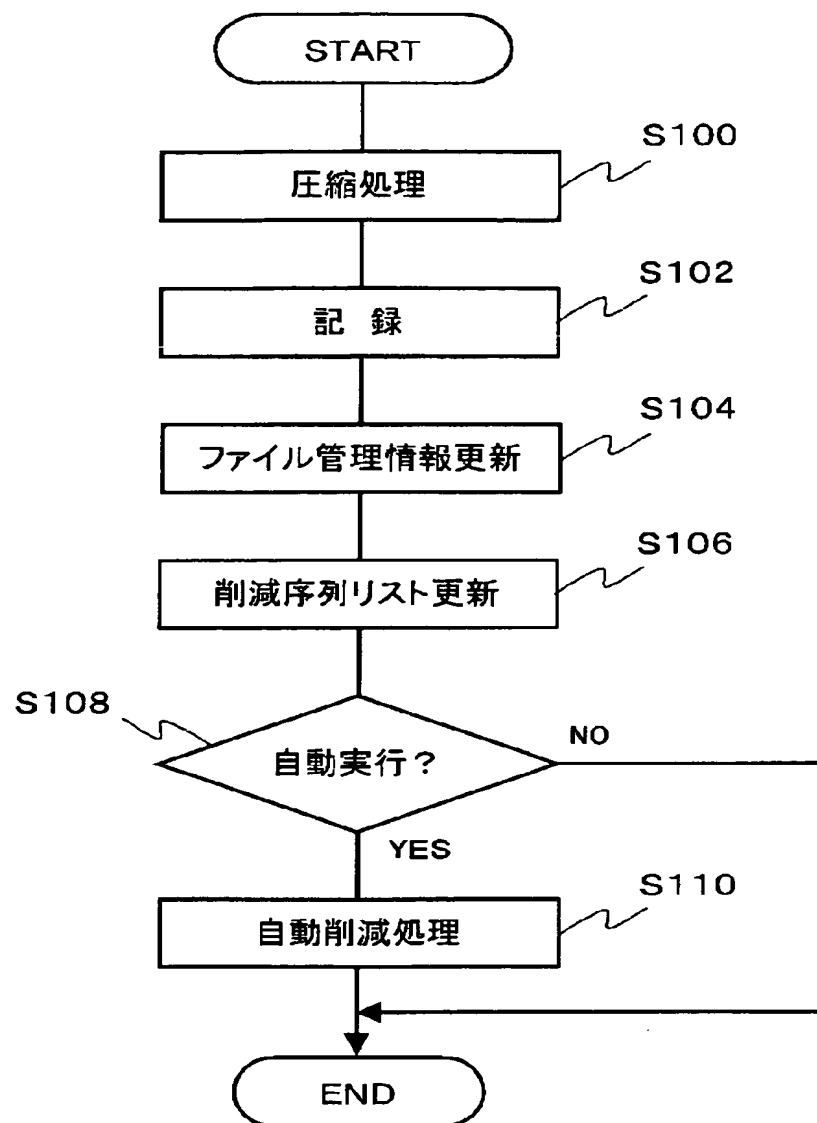 START
S100
圧縮処理
S102
記 録
S104
ファイル管理情報更新
S106
削減序列リスト更新
S108
自動実行？
NO
YES
S110
自動削減処理
END